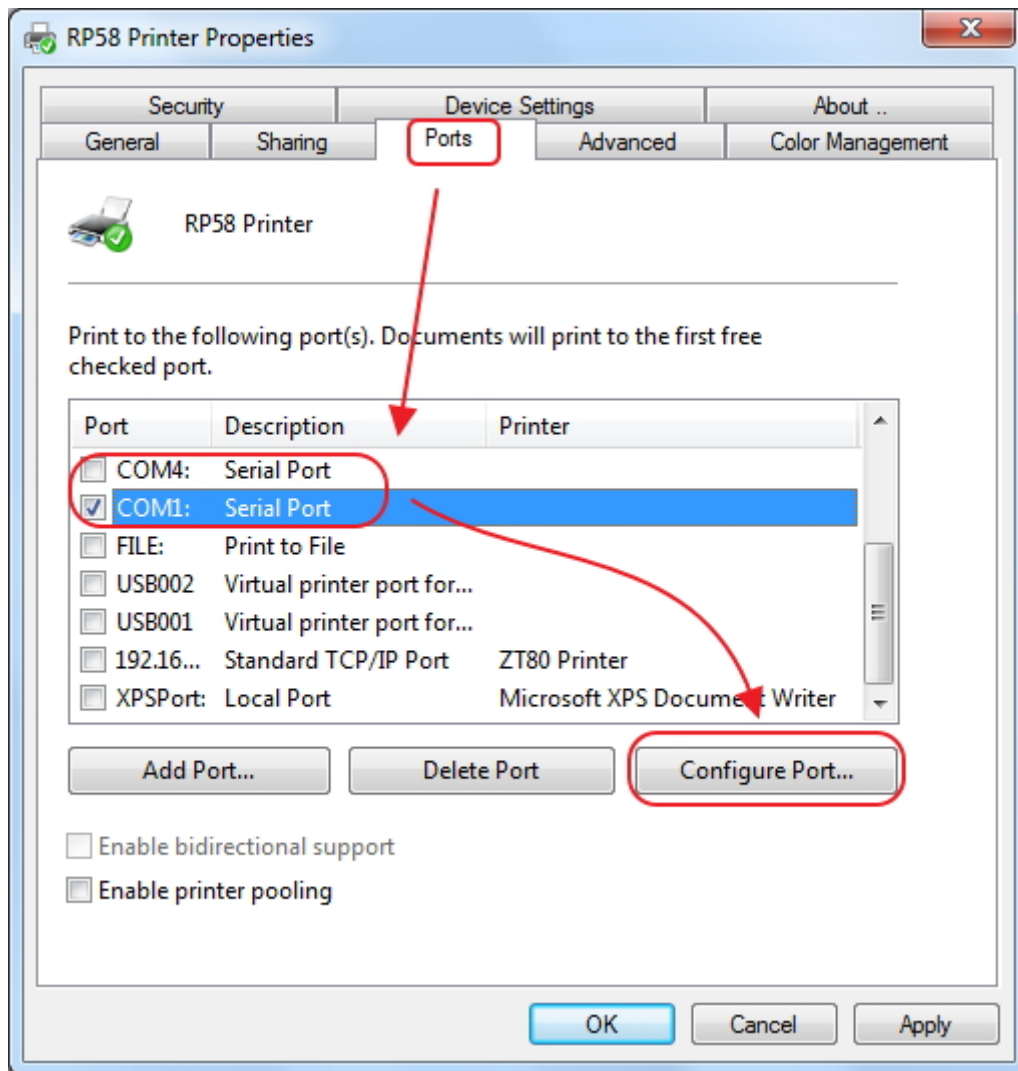 RP58 Printer Properties
Security Device Settings About ..
General Sharing Ports Advanced Color Management
RP58 Printer
Print to the following port(s). Documents will print to the first free
checked port.
Port Description Printer
COM4: Serial Port
COM1: Serial Port
FILE: Print to File
USB002 Virtual printer port for...
USB001 Virtual printer port for...
192.16... Standard TCP/IP Port ZT80 Printer
XPSPort: Local Port Microsoft XPS Document Writer
Add Port... Delete Port Configure Port...
Enable bidirectional support
Enable printer pooling
OK Cancel Apply